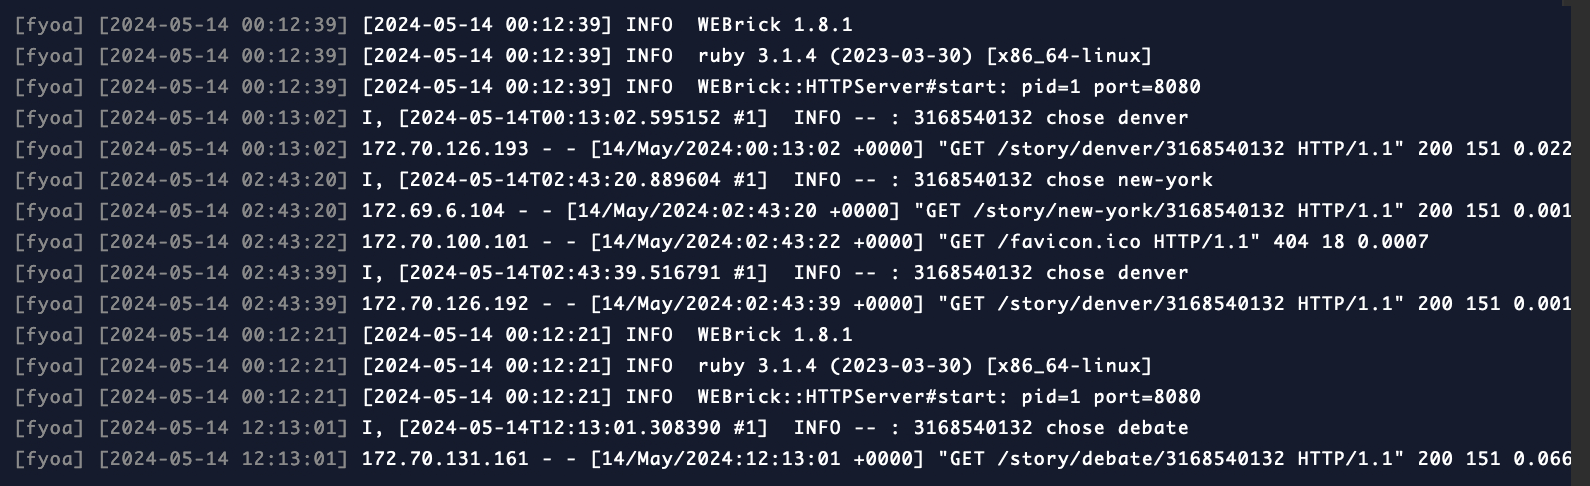 [fyoa] [2024-05-14 00:12:39] [2024-05-14 00:12:39] INFO  WEBrick 1.8.1
[fyoa] [2024-05-14 00:12:39] [2024-05-14 00:12:39] INFO  ruby 3.1.4 (2023-03-30) [x86_64-linux]
[fyoa] [2024-05-14 00:12:39] [2024-05-14 00:12:39] INFO  WEBrick::HTTPServer#start: pid=1 port=8080
[fyoa] [2024-05-14 00:13:02] I, [2024-05-14T00:13:02.595152 #1]  INFO -- : 3168540132 chose denver
[fyoa] [2024-05-14 00:13:02] 172.70.126.193 - - [14/May/2024:00:13:02 +0000] "GET /story/denver/3168540132 HTTP/1.1" 200 151 0.022
[fyoa] [2024-05-14 02:43:20] I, [2024-05-14T02:43:20.889604 #1]  INFO -- : 3168540132 chose new-york
[fyoa] [2024-05-14 02:43:20] 172.69.6.104 - - [14/May/2024:02:43:20 +0000] "GET /story/new-york/3168540132 HTTP/1.1" 200 151 0.001
[fyoa] [2024-05-14 02:43:22] 172.70.100.101 - - [14/May/2024:02:43:22 +0000] "GET /favicon.ico HTTP/1.1" 404 18 0.0007
[fyoa] [2024-05-14 02:43:39] I, [2024-05-14T02:43:39.516791 #1]  INFO -- : 3168540132 chose denver
[fyoa] [2024-05-14 02:43:39] 172.70.126.192 - - [14/May/2024:02:43:39 +0000] "GET /story/denver/3168540132 HTTP/1.1" 200 151 0.001
[fyoa] [2024-05-14 00:12:21] [2024-05-14 00:12:21] INFO  WEBrick 1.8.1
[fyoa] [2024-05-14 00:12:21] [2024-05-14 00:12:21] INFO  ruby 3.1.4 (2023-03-30) [x86_64-linux]
[fyoa] [2024-05-14 00:12:21] [2024-05-14 00:12:21] INFO  WEBrick::HTTPServer#start: pid=1 port=8080
[fyoa] [2024-05-14 12:13:01] I, [2024-05-14T12:13:01.308390 #1]  INFO -- : 3168540132 chose debate
[fyoa] [2024-05-14 12:13:01] 172.70.131.161 - - [14/May/2024:12:13:01 +0000] "GET /story/debate/3168540132 HTTP/1.1" 200 151 0.066